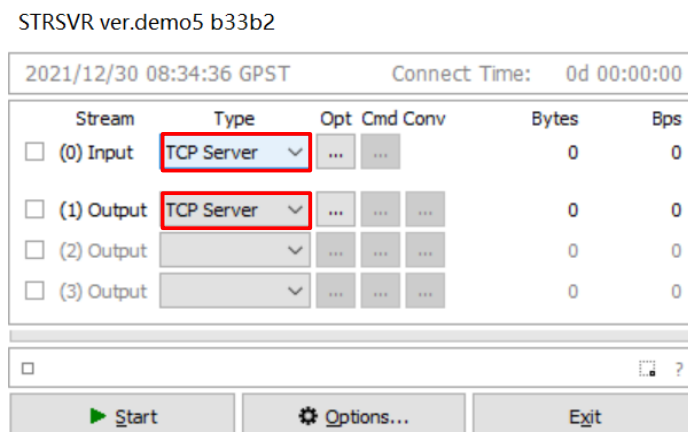 STRSVR ver.demo5 b33b2
2021/12/30 08:34:36 GPST Connect Time: 0d 00:00:00
Stream Type Opt Cmd Conv Bytes Bps
(0) Input TCP Server ... ... 0 0
(1) Output TCP Server ... ... ... 0 0
(2) Output ... ... ... 0 0
(3) Output ... ... ... 0 0
?
Start Options... Exit